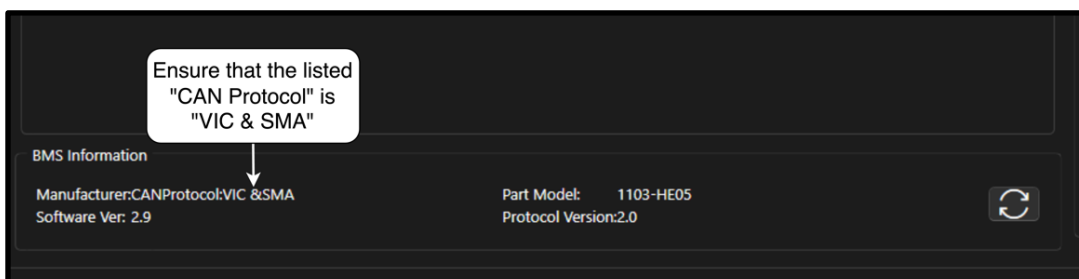 Ensure that the listed
"CAN Protocol" is
"VIC & SMA"
BMS Information
Manufacturer:CANProtocol:VIC &SMA
Part Model: 1103-HE05
Software Ver: 2.9
Protocol Version:2.0